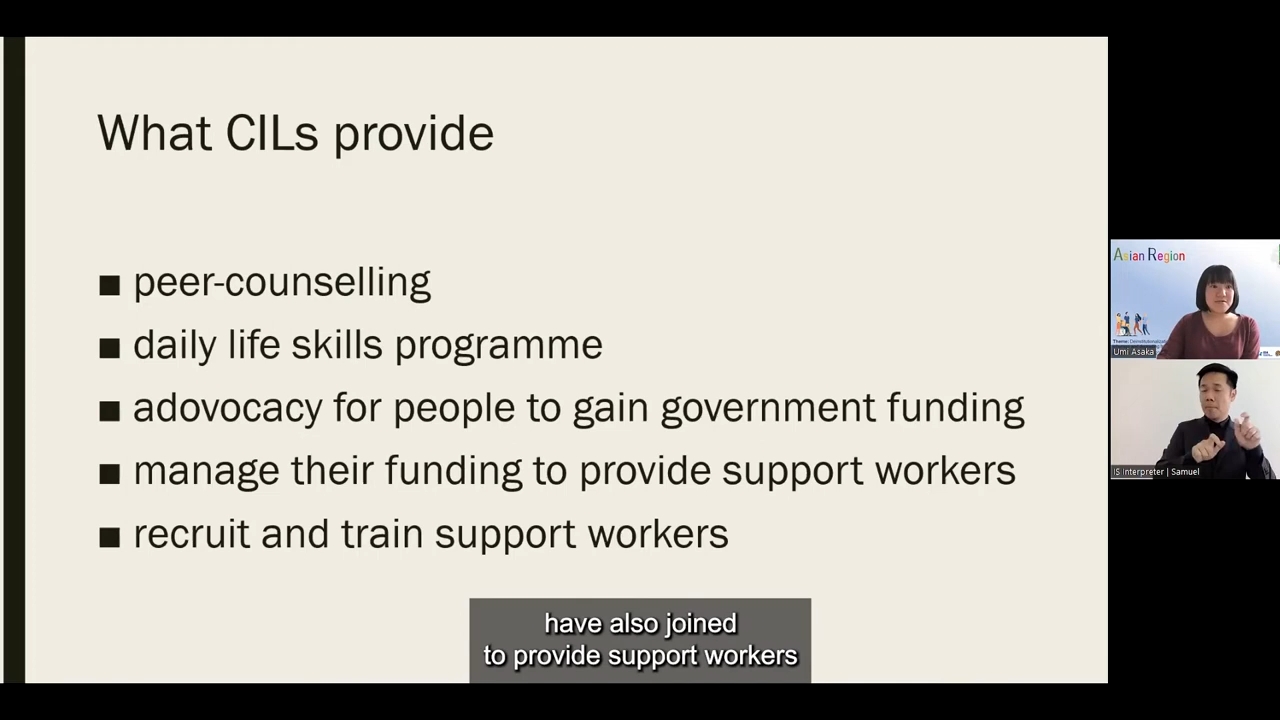 What CILs provide
■ peer-counselling
■ daily life skills programme
■ adovocacy for people to gain government funding
■ manage their funding to provide support workers
■ recruit and train support workers
have also joined
to provide support workers
Asian Region
Umi Asaka
IS Interpreter | Samuel